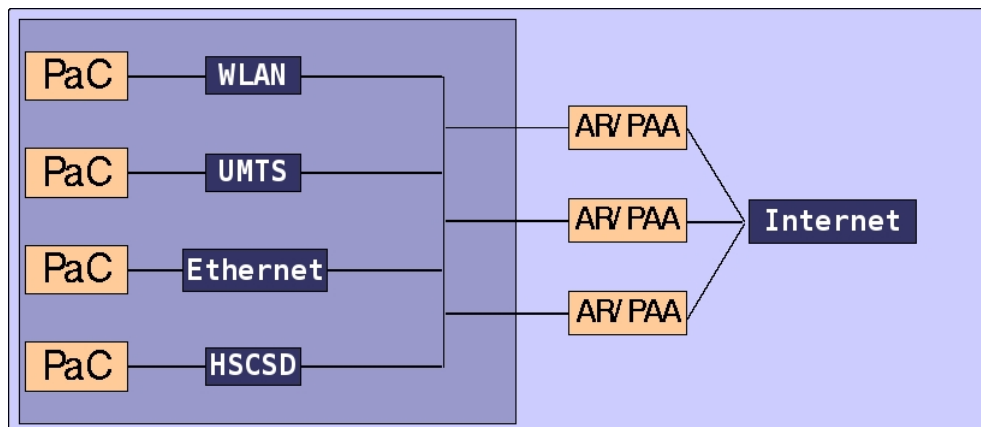 PaC WLAN
AR/ PAA
PaC UMTS
AR/ PAA Internet
PaC Ethernet
AR/ PAA
PaC HSCSD